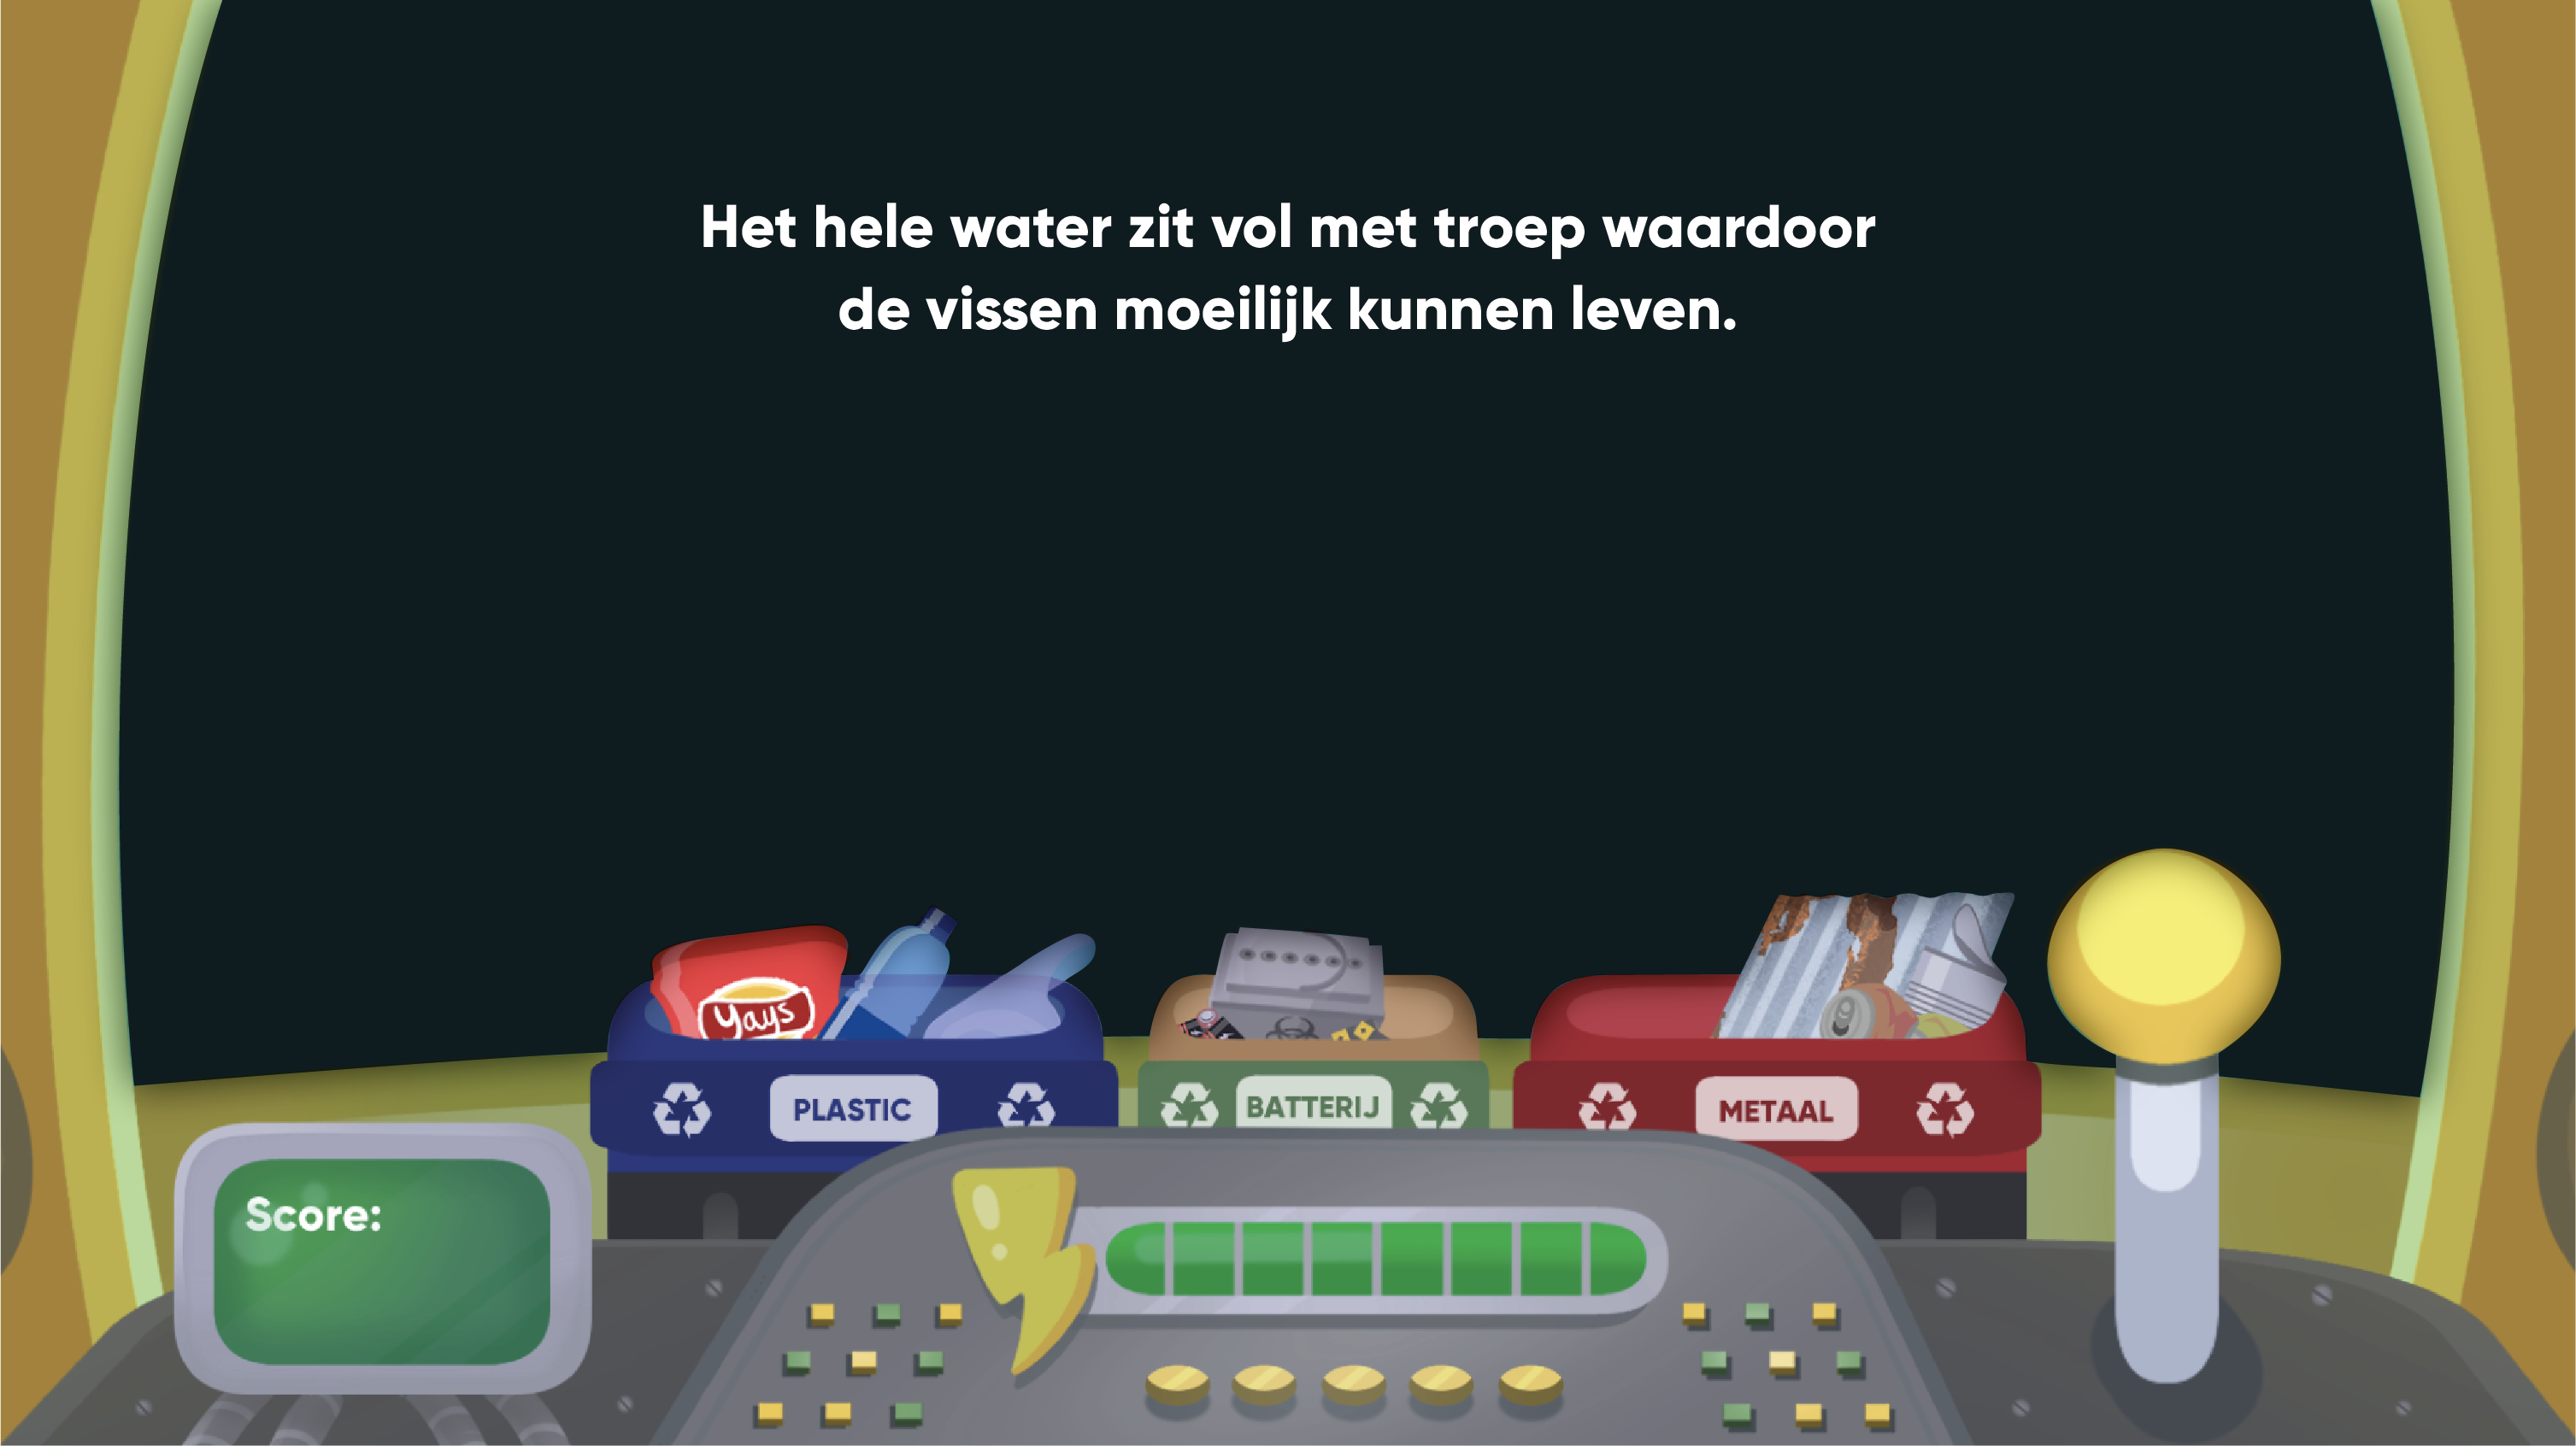 Het hele water zit vol met troep waardoor
de vissen moeilijk kunnen leven.
Yays
PLASTIC
BATTERIJ
METAAL
Score: